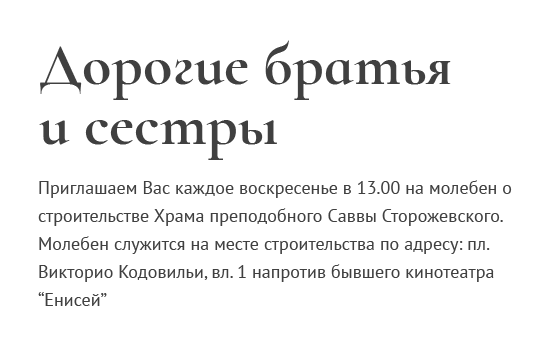 Дорогие братья
и сестры
Приглашаем Вас каждое воскресенье в 13.00 на молебен о
строительстве Храма преподобного Саввы Сторожевского.
Молебен служится на месте строительства по адресу: пл.
Викторио Кодовильи, вл. 1 напротив бывшего кинотеатра
“Енисей”